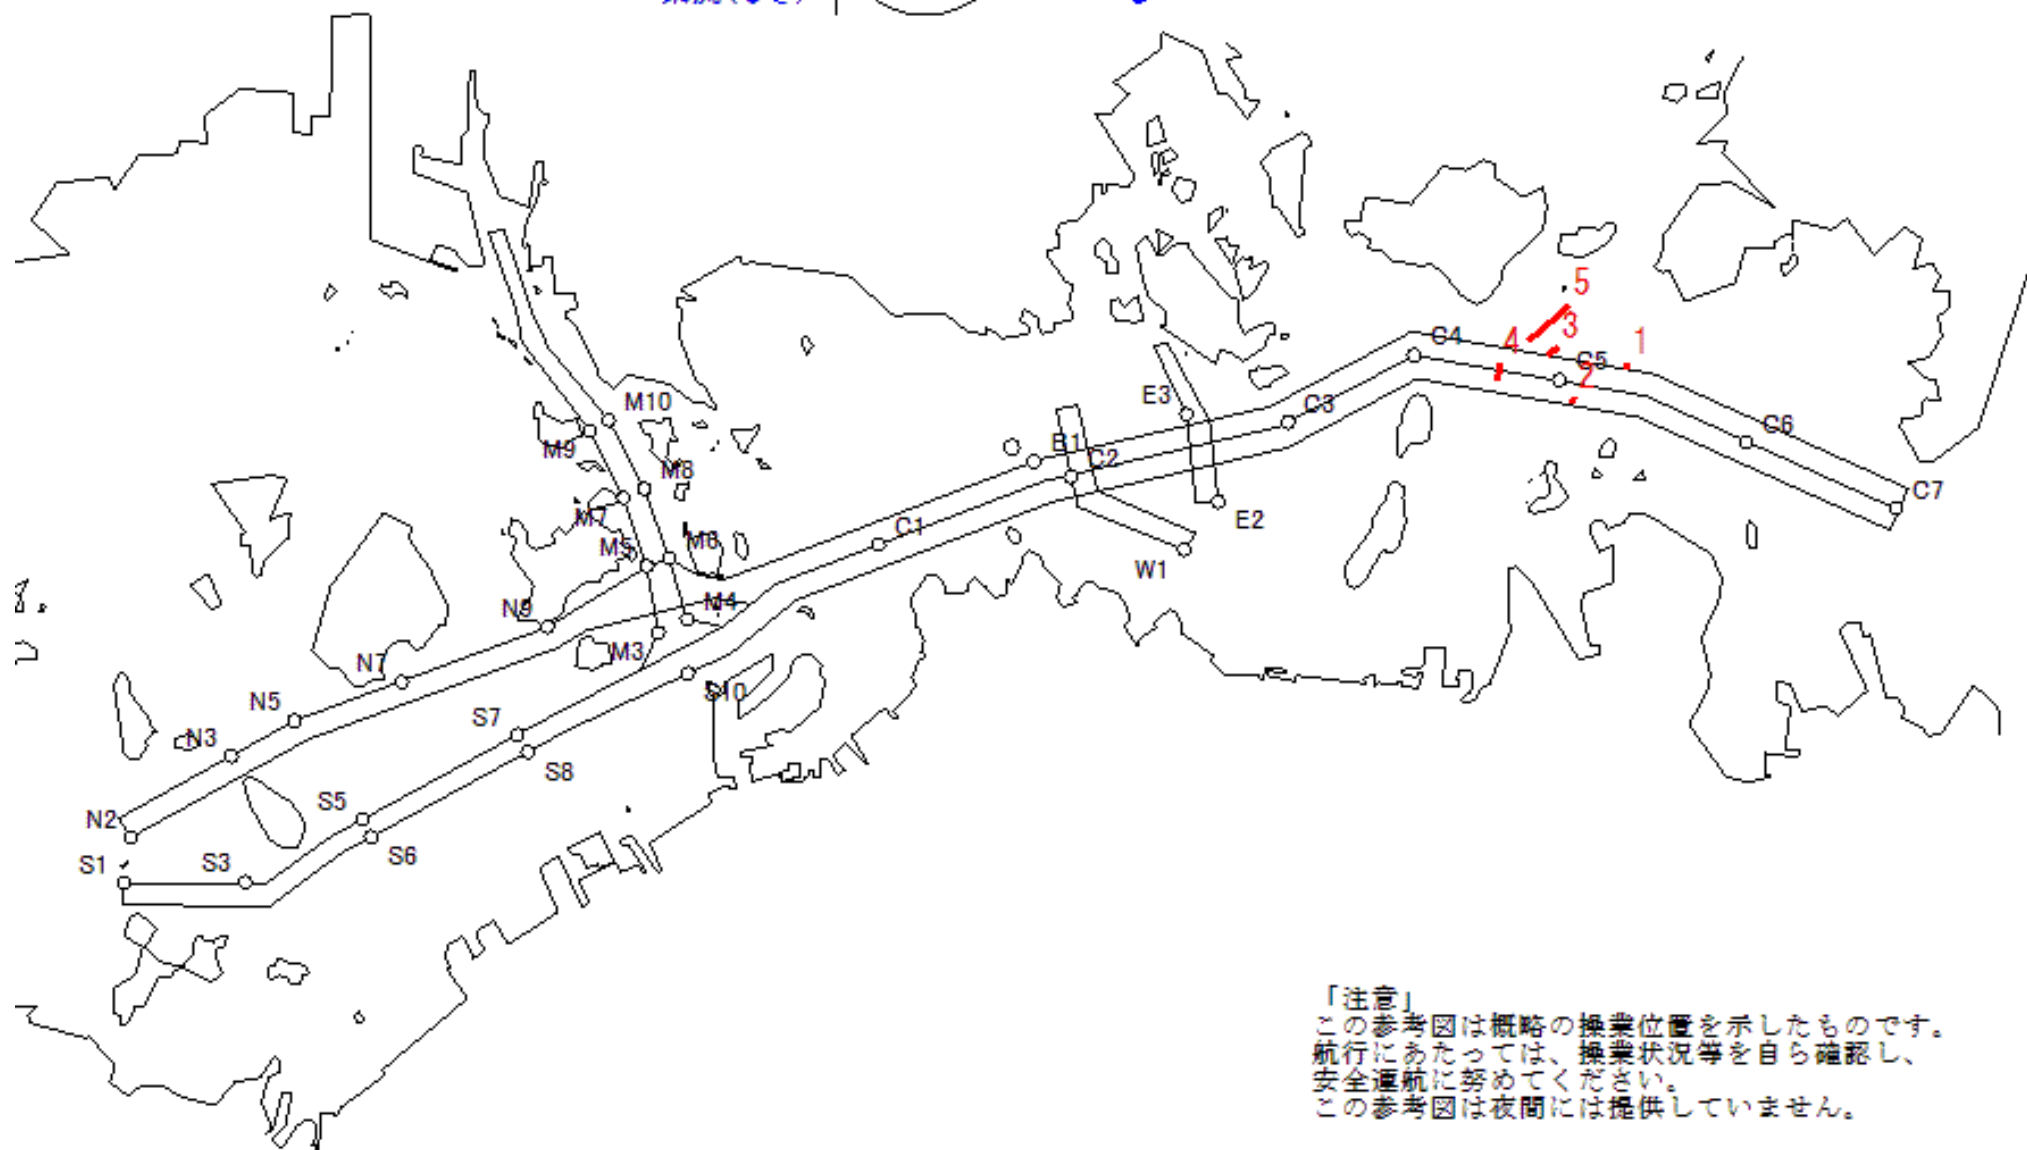 5
C4
4
3
C5
1
2
M10
E3
C3
C6
M9
B1
M8
C2
C7
M7
E2
C1
M6
M5
W1
N9
M4
M3
N7
S10
N5
S7
N3
S8
S5
N2
S6
S1
S3
「注意」
この参考図は概略の操業位置を示したものです。
航行にあたっては、操業状況等を自ら確認し、
安全運航に努めてください。
この参考図は夜間には提供していません。